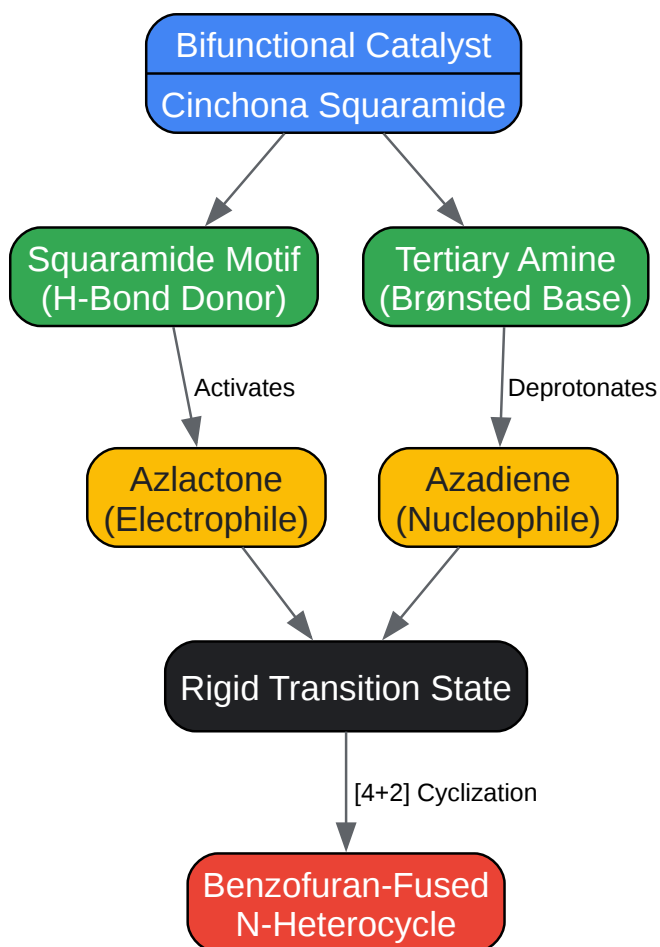 Bifunctional Catalyst
Cinchona Squaramide
Squaramide Motif
(H-Bond Donor)
Tertiary Amine
(Brønsted Base)
Activates
Deprotonates
Azlactone
(Electrophile)
Azadiene
(Nucleophile)
Rigid Transition State
[4+2] Cyclization
Benzofuran-Fused
N-Heterocycle